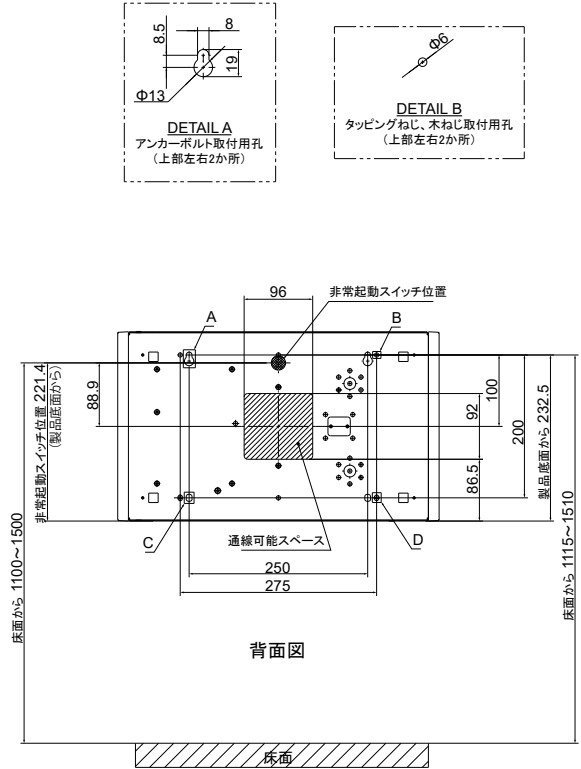 8
8.5
19
Φ13
DETAIL A
アンカーボルト取付用孔
(上部左右2か所)
Φ6
DETAIL B
タッピングねじ、木ねじ取付用孔
(上部左右2か所)
96
非常起動スイッチ位置
A
B
床面から 1100~1500
非常起動スイッチ位置 221.4
(製品底面から)
88.9
100
92
86.5
200
製品底面から 232.5
床面から 1115~1510
C
通線可能スペース
D
250
275
背面図
床面